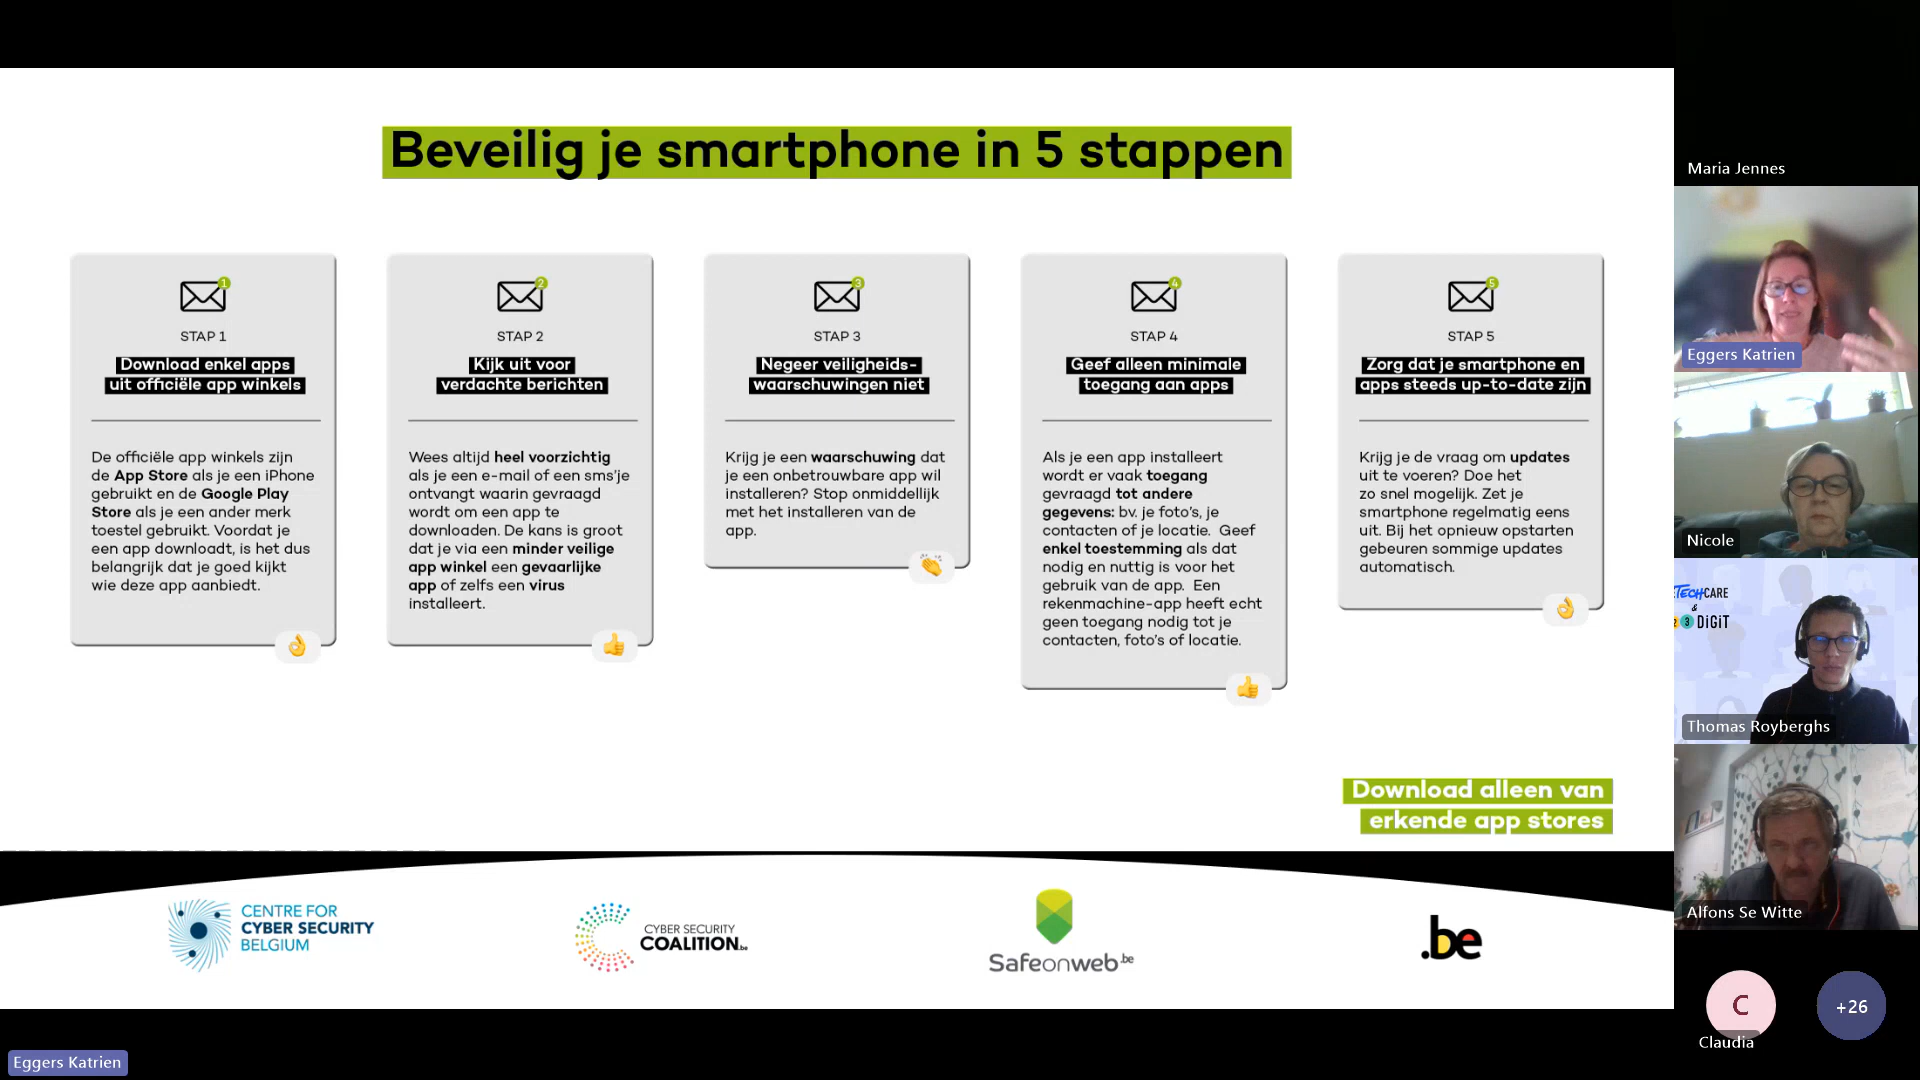 Beveilig je smartphone in 5 stappen
1
STAP 1
Download enkel apps
uit officiële app winkels
De officiële app winkels zijn
de App Store als je een iPhone
gebruikt en de Google Play
Store als je een ander merk
toestel gebruikt. Voordat je
een app downloadt, is het dus
belangrijk dat je goed kijkt
wie deze app aanbiedt.
2
STAP 2
Kijk uit voor
verdachte berichten
Wees altijd heel voorzichtig
als je een e-mail of een sms'je
ontvangt waarin gevraagd
wordt om een app te
downloaden. De kans is groot
dat je via een minder veilige
app winkel een gevaarlijke
app of zelfs een virus
installeert.
3
STAP 3
Negeer veiligheids-
waarschuwingen niet
Krijg je een waarschuwing dat
je een onbetrouwbare app wil
installeren? Stop onmiddellijk
met het installeren van de
app.
4
STAP 4
Geef alleen minimale
toegang aan apps
Als je een app installeert
wordt er vaak toegang
gevraagd tot andere
gegevens: bv. je foto's, je
contacten of je locatie. Geef
enkel toestemming als dat
nodig en nuttig is voor het
gebruik van de app. Een
rekenmachine-app heeft echt
geen toegang nodig tot je
contacten, foto's of locatie.
5
STAP 5
Zorg dat je smartphone en
apps steeds up-to-date zijn
Krijg je de vraag om updates
uit te voeren? Doe het
zo snel mogelijk. Zet je
smartphone regelmatig eens
uit. Bij het opnieuw opstarten
gebeuren sommige updates
automatisch.
Download alleen van
erkende app stores
CENTRE FOR
CYBER SECURITY
BELGIUM
CYBER SECURITY
COALITION.be
Safeonweb.be
.be
Eggers Katrien
Maria Jennes
Eggers Katrien
Nicole
TECHCARE
&
2 3 DiGiT
Thomas Royberghs
Alfons Se Witte
C
Claudia
+26